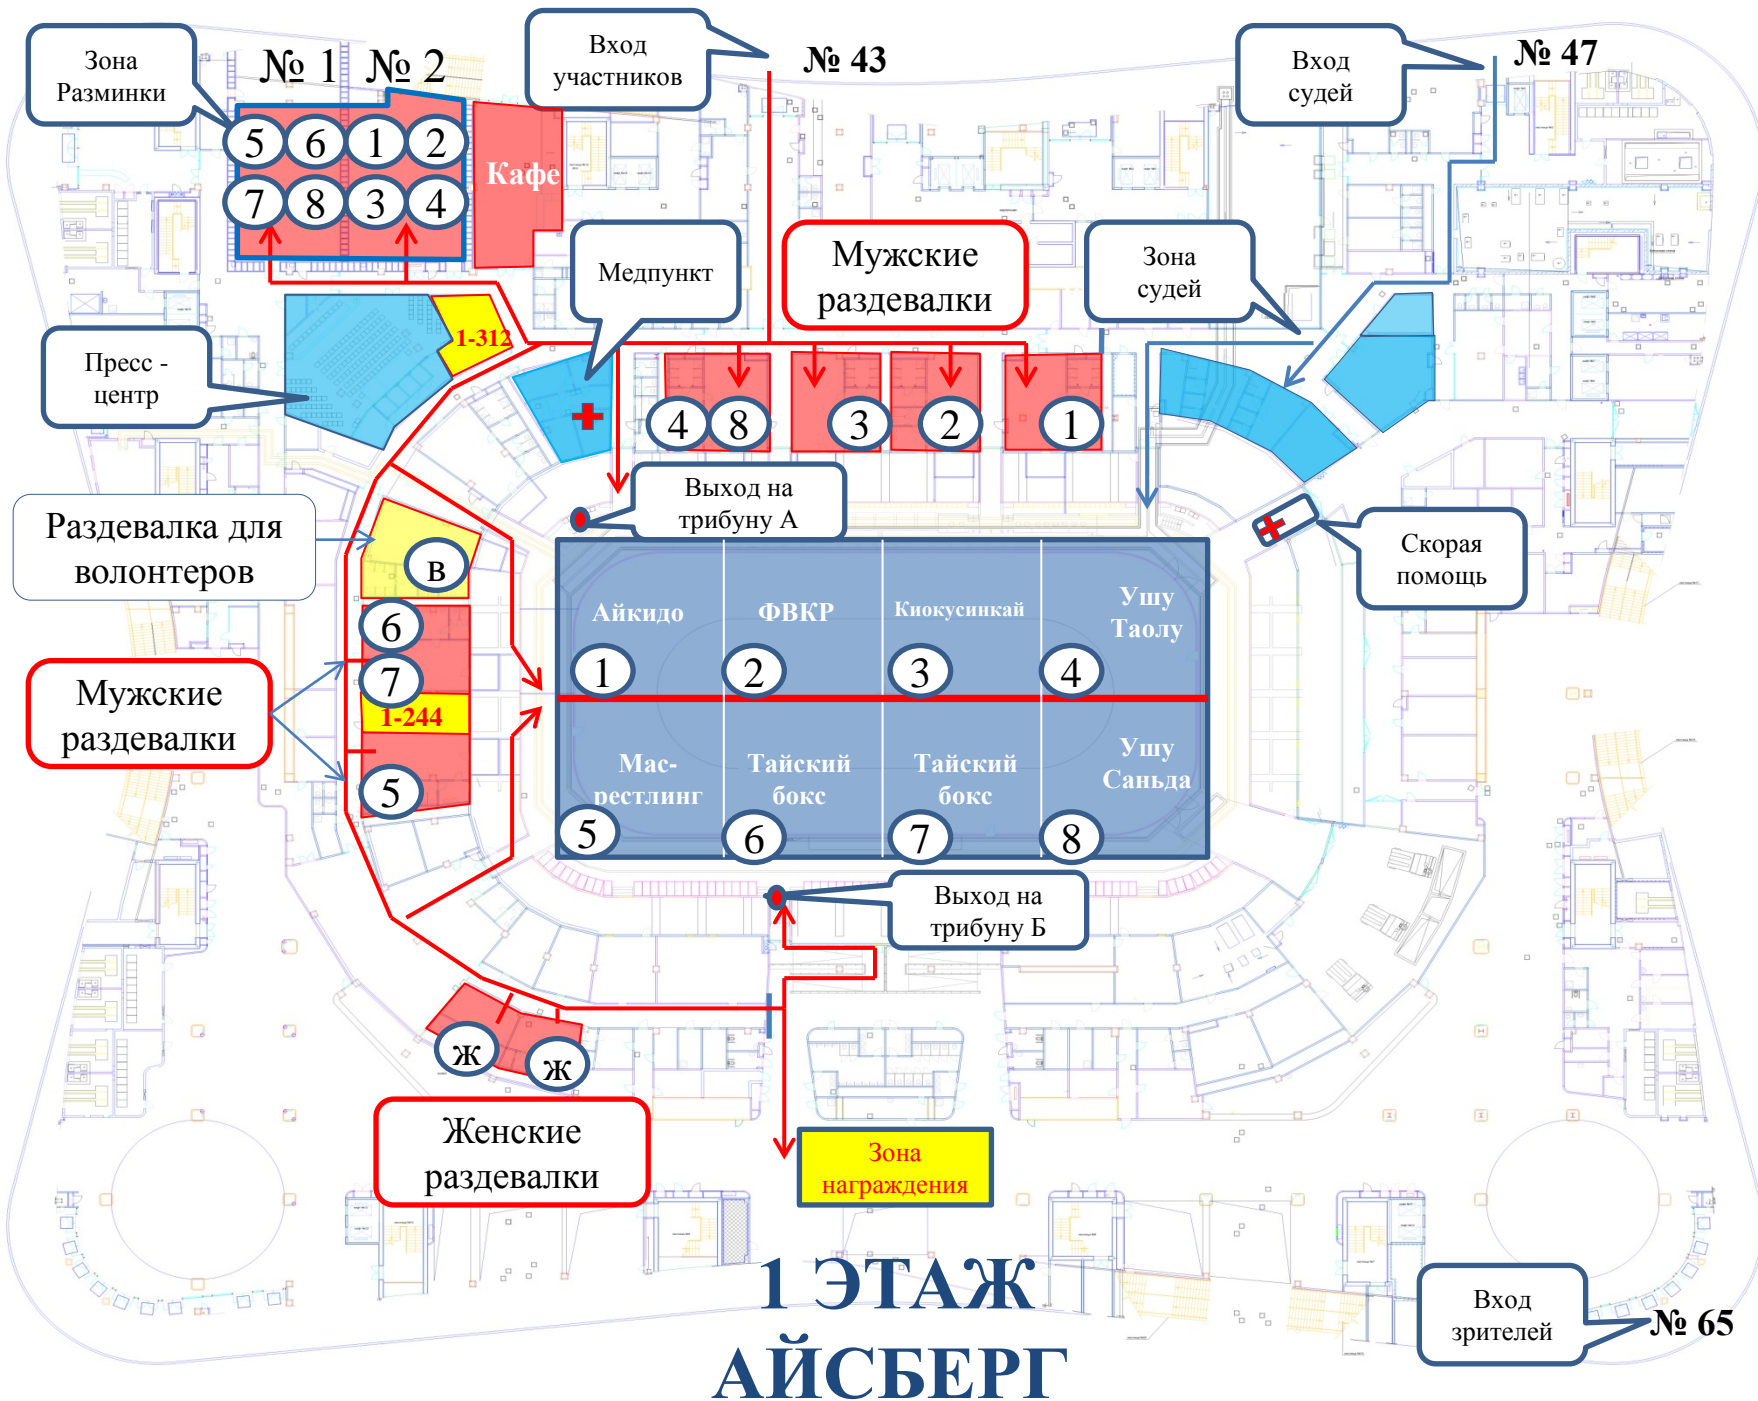 Зона
Разминки
№ 1
№ 2
Вход
участников
№ 43
Вход
судей
№ 47
5
6
1
2
7
8
3
4
Кафе
Медпункт
Мужские
раздевалки
Зона
судей
1-312
Пресс -
центр
4
8
3
2
1
Выход на
трибуну А
Раздевалка для
волонтеров
в
Скорая
помощь
6
7
Мужские
раздевалки
1-244
5
Айкидо
1
ФВКР
2
Киокусинкай
3
Ушу
Таолу
4
Мас-
рестлинг
5
Тайский
бокс
6
Тайский
бокс
7
Ушу
Саньда
8
Выход на
трибуну Б
ж
ж
Женские
раздевалки
Зона
награждения
1 ЭТАЖ
АЙСБЕРГ
Вход
зрителей
№ 65